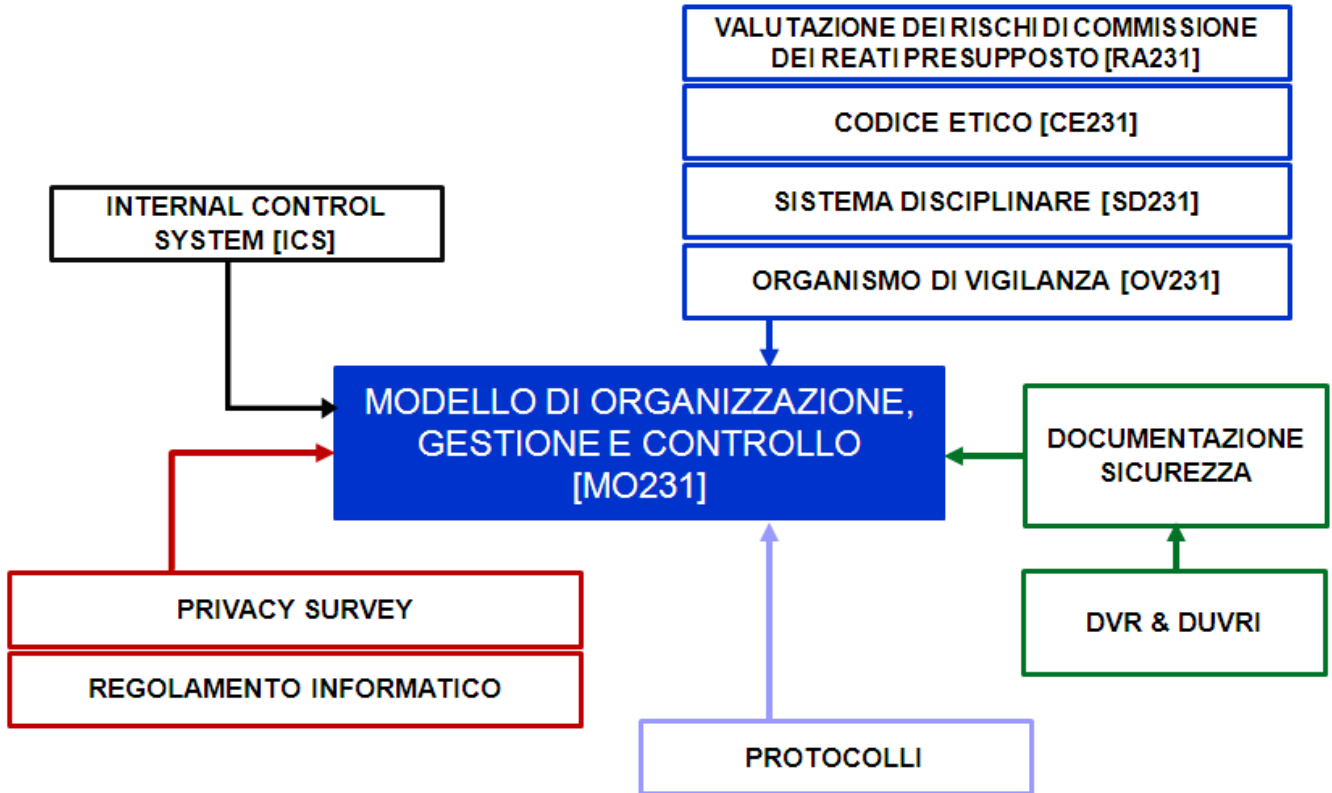 VALUTAZIONE DEI RISCHI DI COMMISSIONE
DEI REATI PRESUPPOSTO [RA231]
CODICE ETICO [CE231]
SISTEMA DISCIPLINARE [SD231]
ORGANISMO DI VIGILANZA [OV231]
INTERNAL CONTROL
SYSTEM [ICS]
MODELLO DI ORGANIZZAZIONE,
GESTIONE E CONTROLLO
[MO231]
DOCUMENTAZIONE
SICUREZZA
DVR & DUVRI
PRIVACY SURVEY
REGOLAMENTO INFORMATICO
PROTOCOLLI